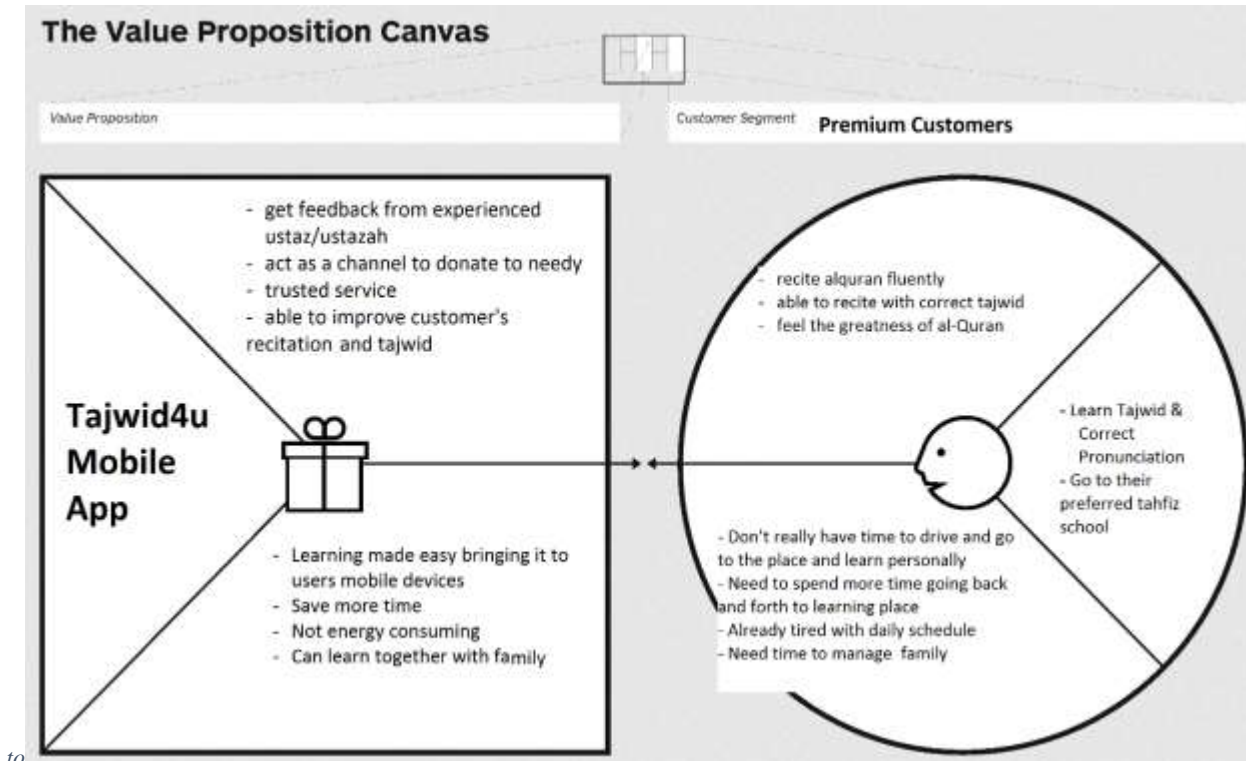 The Value Proposition Canvas
Value Proposition
Customer Segment Premium Customers
- get feedback from experienced
ustaz/ustazah
- act as a channel to donate to needy
- trusted service
- able to improve customer's
recitation and tajwid
Tajwid4u
Mobile
App
- Learning made easy bringing it to
users mobile devices
- Save more time
- Not energy consuming
- Can learn together with family
- recite alquran fluently
- able to recite with correct tajwid
- feel the greatness of al-Quran
- Learn Tajwid &
Correct
Pronunciation
- Go to their
preferred tahfiz
school
- Don't really have time to drive and go
to the place and learn personally
- Need to spend more time going back
and forth to learning place
- Already tired with daily schedule
- Need time to manage family
to